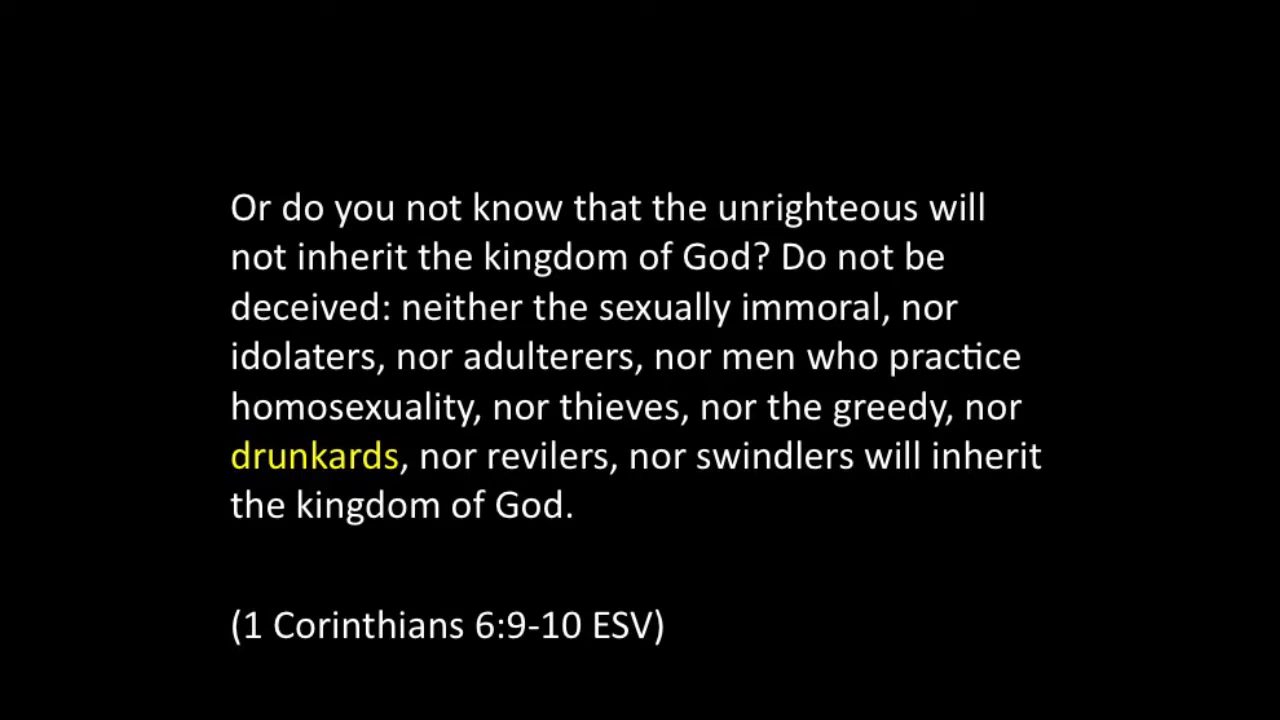 Or do you not know that the unrighteous will
not inherit the kingdom of God? Do not be
deceived: neither the sexually immoral, nor
idolaters, nor adulterers, nor men who practice
homosexuality, nor thieves, nor the greedy, nor
drunkards, nor revilers, nor swindlers will inherit
the kingdom of God.
(1 Corinthians 6:9-10 ESV)